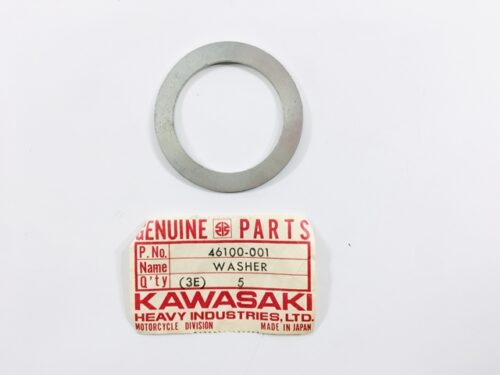 GENUINE PARTS
P. No. 46100-001
Name WASHER
Q'ty (3E) 5
KAWASAKI
HEAVY INDUSTRIES, LTD.
MOTORCYCLE DIVISION MADE IN JAPAN